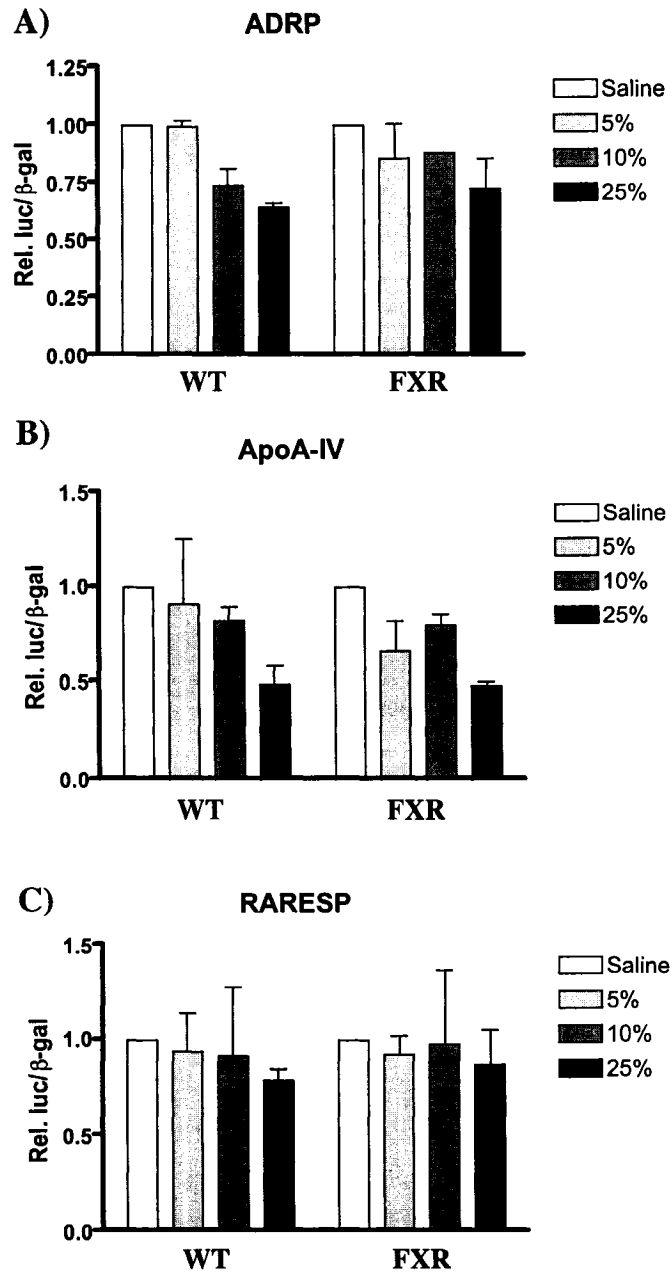 A)
ADRP
Rel. luc/β-gal
1.25
1.00
0.75
0.50
0.25
0.00
WT
FXR
Saline
5%
10%
25%
B)
ApoA-IV
Rel. luc/β-gal
1.5
1.0
0.5
0.0
WT
FXR
Saline
5%
10%
25%
C)
RARESP
Rel. luc/β-gal
1.5
1.0
0.5
0.0
WT
FXR
Saline
5%
10%
25%